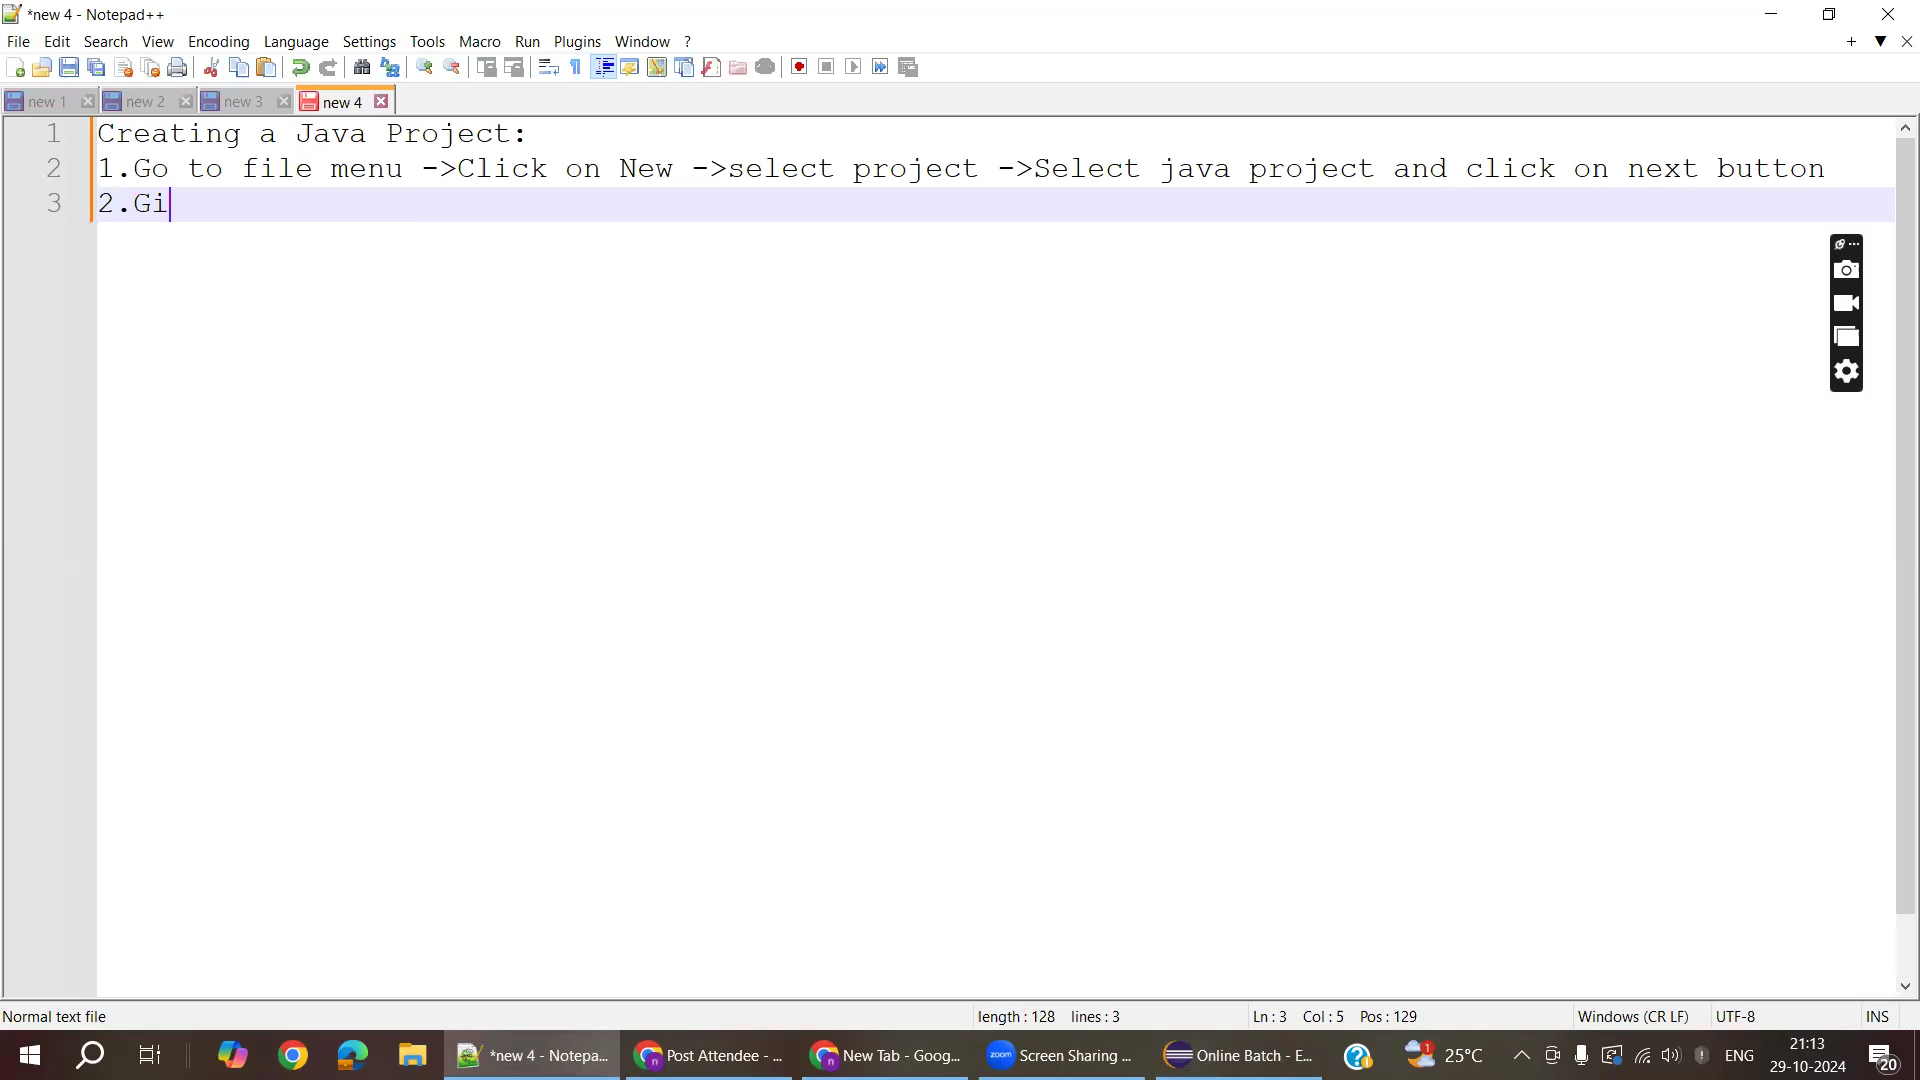 *new 4 - Notepad++
File Edit Search View Encoding Language Settings Tools Macro Run Plugins Window ?
new 1 new 2 new 3 new 4
1 Creating a Java Project:
2 1.Go to file menu ->Click on New ->select project ->Select java project and click on next button
3 2.Gi
Normal text file length : 128 lines : 3 Ln : 3 Col : 5 Pos : 129 Windows (CR LF) UTF-8 INS
*new 4 - Notepa... Post Attendee - ... New Tab - Goog... zoom Screen Sharing ... Online Batch - E... 1 25°C ENG 21:13
29-10-2024 20